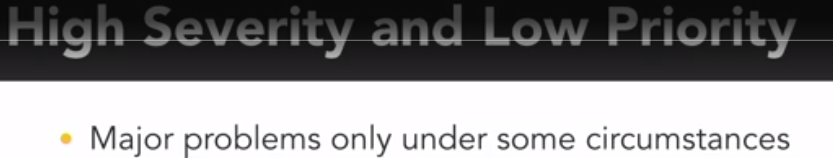 High Severity and Low Priority
• Major problems only under some circumstances